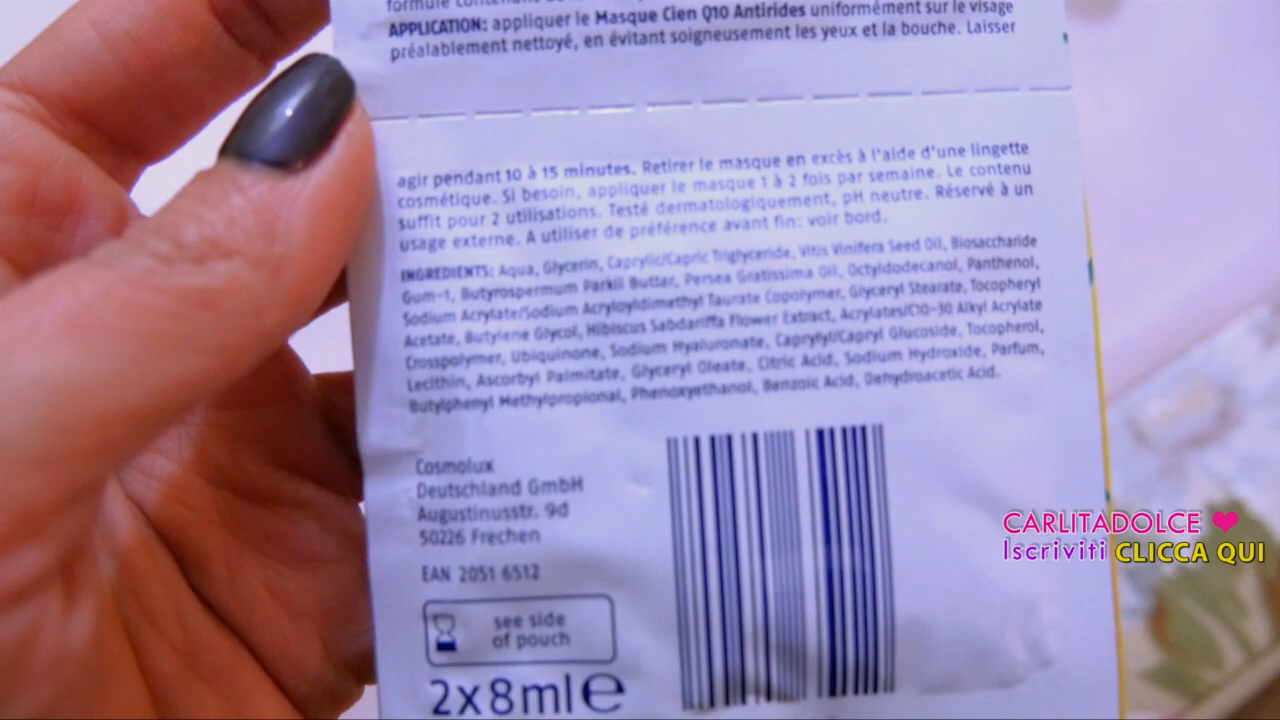 APPLICATION: appliquer le Masque Cien Q10 Antirides uniformément sur le visage
préalablement nettoyé, en évitant soigneusement les yeux et la bouche. Laisser
agir pendant 10 à 15 minutes. Retirer le masque en excès à l'aide d'une lingette
cosmétique. Si besoin, appliquer le masque 1 à 2 fois par semaine. Le contenu
suffit pour 2 utilisations. Testé dermatologiquement, pH neutre. Réservé à un
usage externe. A utiliser de préférence avant fin: voir bord.
INGREDIENTS: Aqua, Glycerin, Caprylic/Capric Triglyceride, Vitis Vinifera Seed Oil, Biosaccharide
Gum-1, Butyrospermum Parkii Butter, Persea Gratissima Oil, Octyldodecanol, Panthenol,
Sodium Acrylate/Sodium Acryloyldimethyl Taurate Copolymer, Glyceryl Stearate, Tocopheryl
Acetate, Butylene Glycol, Hibiscus Sabdariffa Flower Extract, Acrylates/C10-30 Alkyl Acrylate
Crosspolymer, Ubiquinone, Sodium Hyaluronate, Caprylyl/Capryl Glucoside, Tocopherol,
Lecithin, Ascorbyl Palmitate, Glyceryl Oleate, Citric Acid, Sodium Hydroxide, Parfum,
Butylphenyl Methylpropional, Phenoxyethanol, Benzoic Acid, Dehydroacetic Acid.
Cosmolux
Deutschland GmbH
Augustinusstr. 9d
50226 Frechen
EAN 2051 6512
see side
of pouch
2x8ml℮
CARLITADOLCE ❤
Iscriviti CLICCA QUI